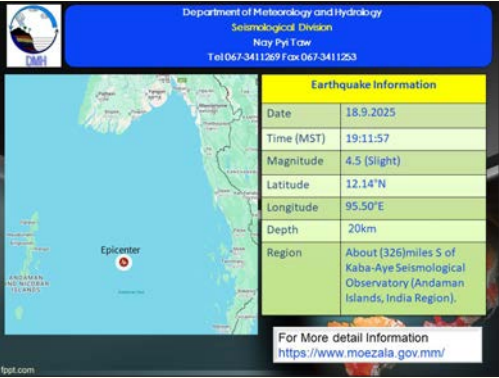 Department of Meteorology and Hydrology
Seismological Division
Nay Pyi Taw
Tel 067-3411269 Fax 067-3411253
DMH
Earthquake Information
Date 18.9.2025
Time (MST) 19:11:57
Magnitude 4.5 (Slight)
Latitude 12.14°N
Longitude 95.50°E
Depth 20km
Region About (326)miles S of
Kaba-Aye Seismological
Observatory (Andaman
Islands, India Region).
Epicenter
ANDAMAN
AND NICOBAR
ISLANDS
For More detail Information
https://www.moezala.gov.mm/
fppt.com